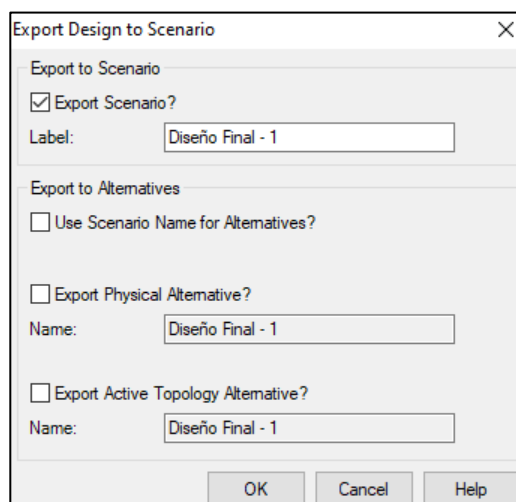 Export Design to Scenario
Export to Scenario
Export Scenario?
Label: Diseño Final - 1
Export to Alternatives
Use Scenario Name for Alternatives?
Export Physical Alternative?
Name: Diseño Final - 1
Export Active Topology Alternative?
Name: Diseño Final - 1
OK Cancel Help